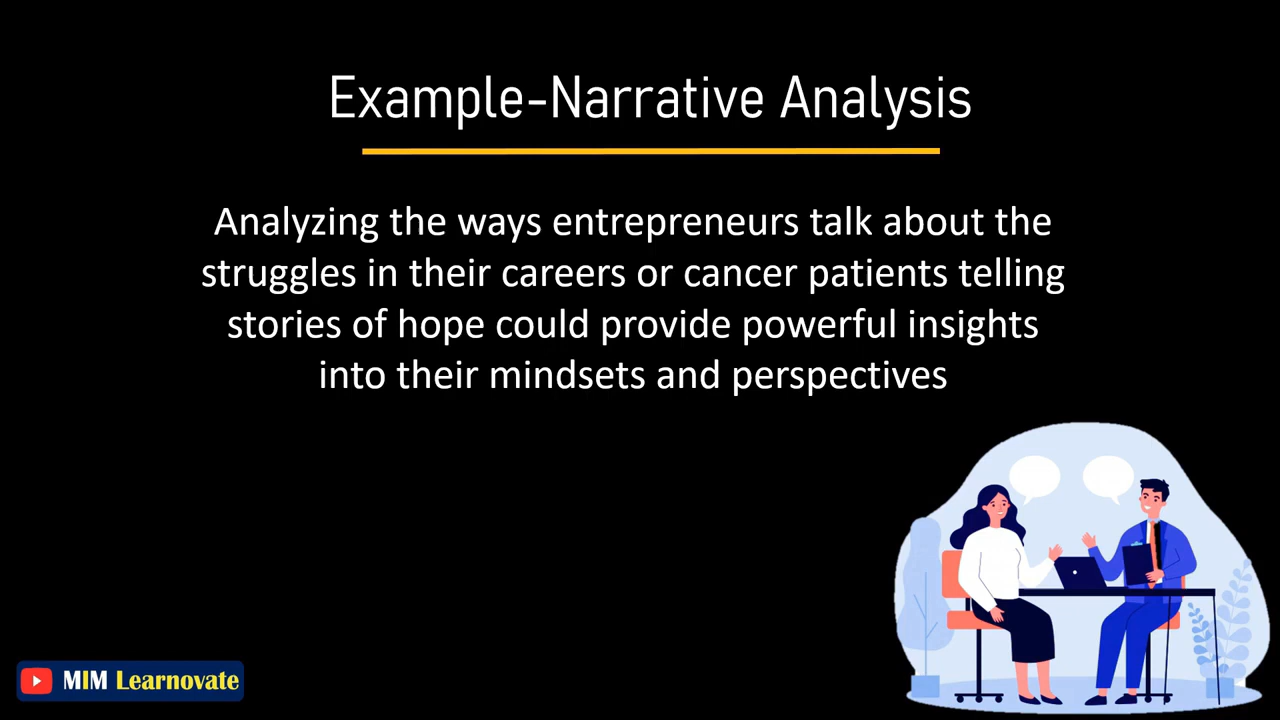 Example-Narrative Analysis
Analyzing the ways entrepreneurs talk about the
struggles in their careers or cancer patients telling
stories of hope could provide powerful insights
into their mindsets and perspectives
MIM Learnovate